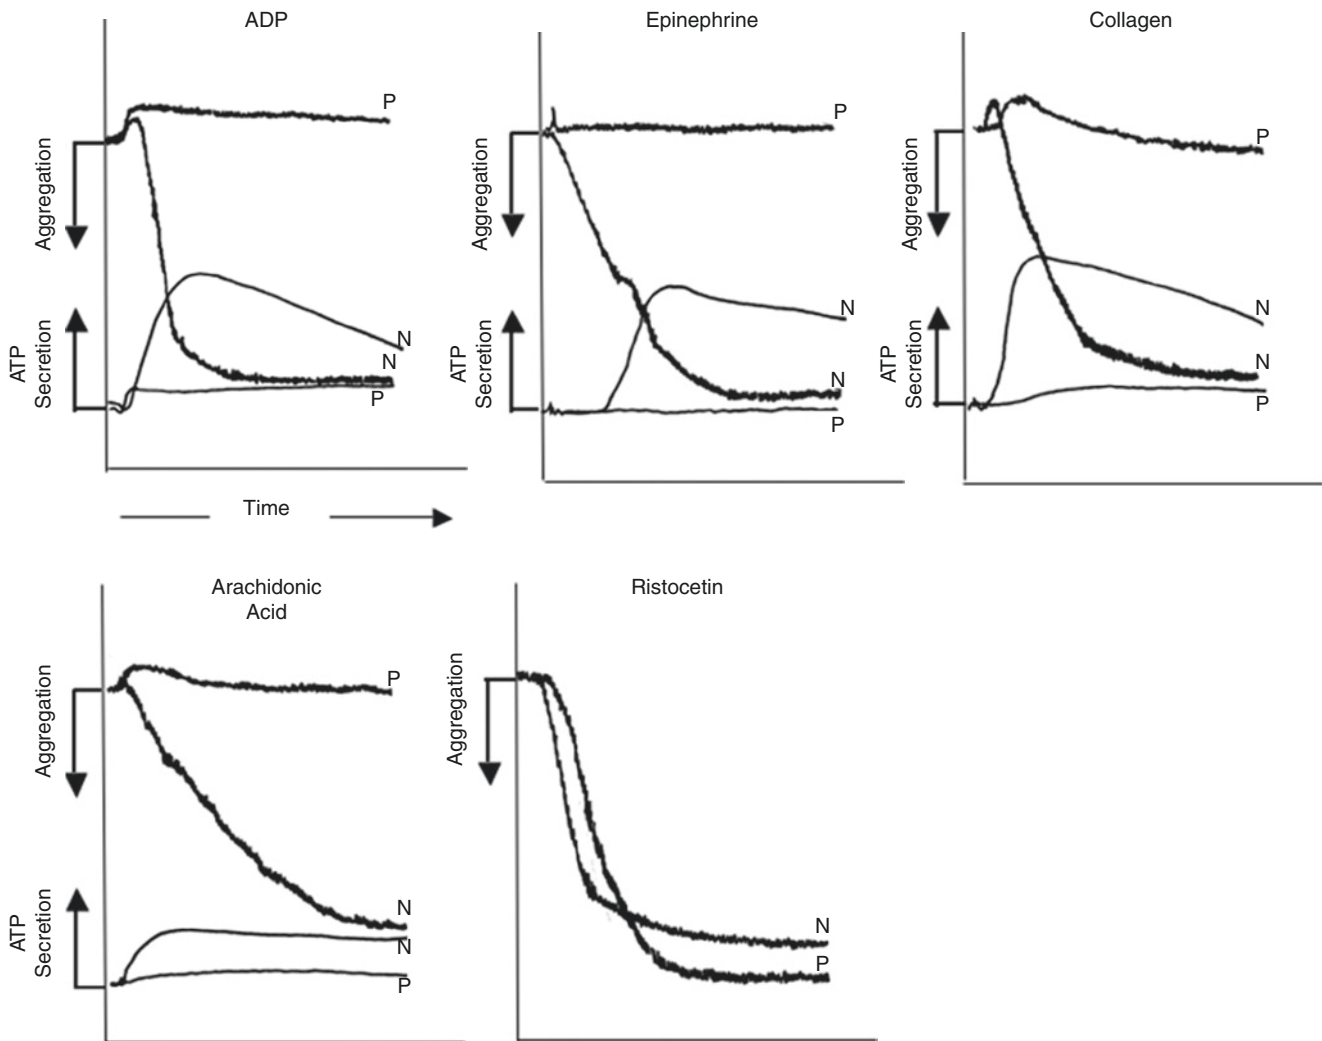 ADP
Aggregation
ATP
Secretion
P
N
N
P
Time
Epinephrine
Aggregation
ATP
Secretion
P
N
N
P
Collagen
Aggregation
ATP
Secretion
P
N
N
P
Arachidonic
Acid
Aggregation
ATP
Secretion
P
N
N
P
Ristocetin
Aggregation
N
P